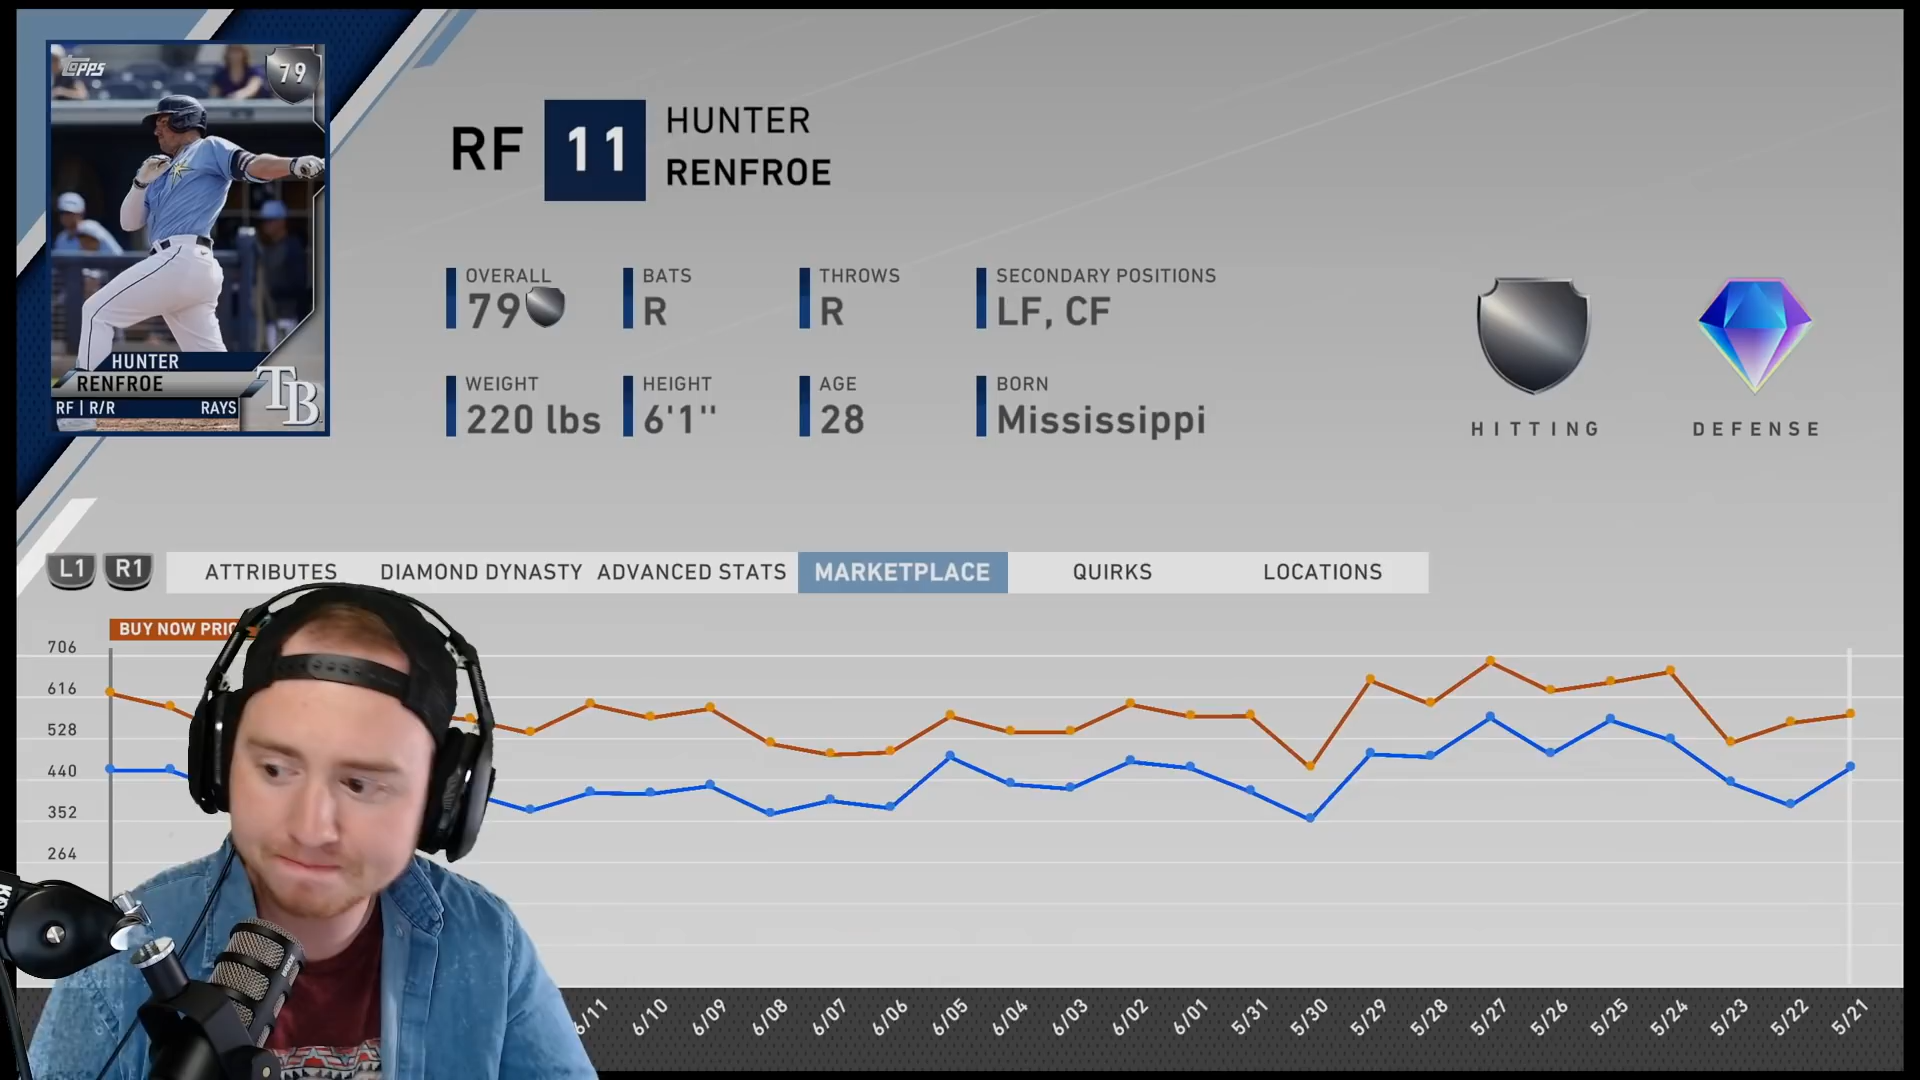 Topps
79
HUNTER
RENFROE
RF | R/R RAYS
TB
RF 11 HUNTER
RENFROE
OVERALL
79
BATS
R
THROWS
R
SECONDARY POSITIONS
LF, CF
WEIGHT
220 lbs
HEIGHT
6'1''
AGE
28
BORN
Mississippi
HITTING
DEFENSE
L1 R1 ATTRIBUTES DIAMOND DYNASTY ADVANCED STATS MARKETPLACE QUIRKS LOCATIONS
BUY NOW PRIC
706
616
528
440
352
264
6/11 6/10 6/09 6/08 6/07 6/06 6/05 6/04 6/03 6/02 6/01 5/31 5/30 5/29 5/28 5/27 5/26 5/25 5/24 5/23 5/22 5/21